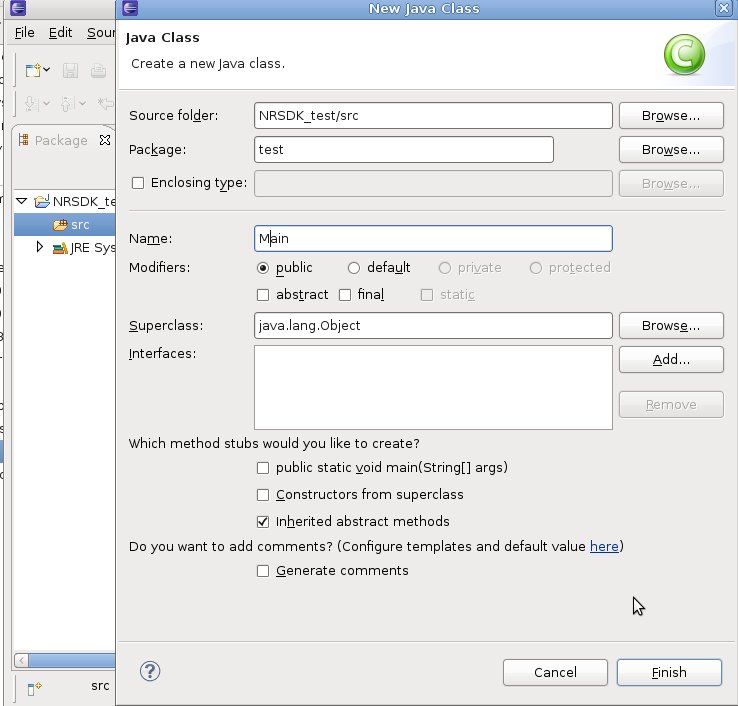 New Java Class
File Edit Sour
Java Class
Create a new Java class.
Source folder: NRSDK_test/src Browse...
Package
Package: test Browse...
Enclosing type: Browse...
NRSDK_te
src
Name: Main
JRE Sys
Modifiers: public default private protected
abstract final static
Superclass: java.lang.Object Browse...
Interfaces: Add...
Remove
Which method stubs would you like to create?
public static void main(String[] args)
Constructors from superclass
Inherited abstract methods
Do you want to add comments? (Configure templates and default value here)
Generate comments
Cancel Finish
src